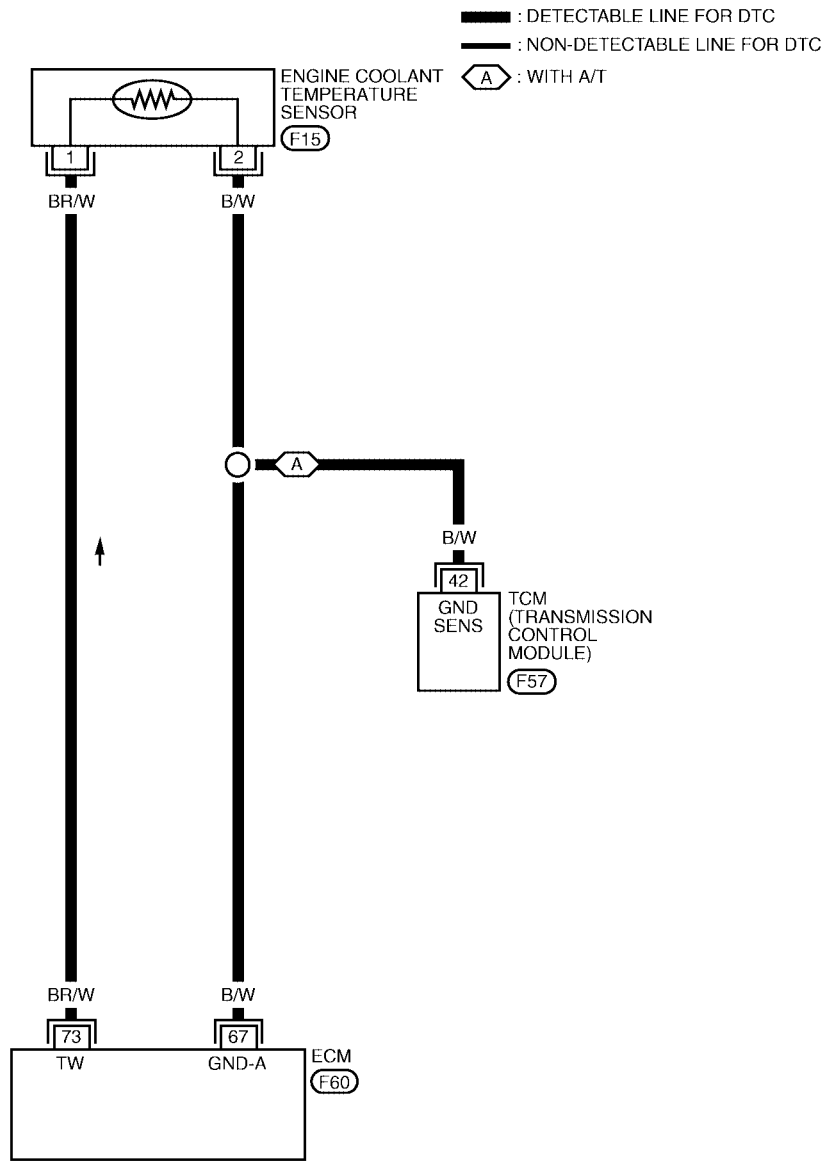 : DETECTABLE LINE FOR DTC
: NON-DETECTABLE LINE FOR DTC
A : WITH A/T
ENGINE COOLANT
TEMPERATURE
SENSOR
F15
1
2
BR/W
B/W
A
B/W
42
GND
SENS
TCM
(TRANSMISSION
CONTROL
MODULE)
F57
BR/W
B/W
73
67
TW
GND-A
ECM
F60